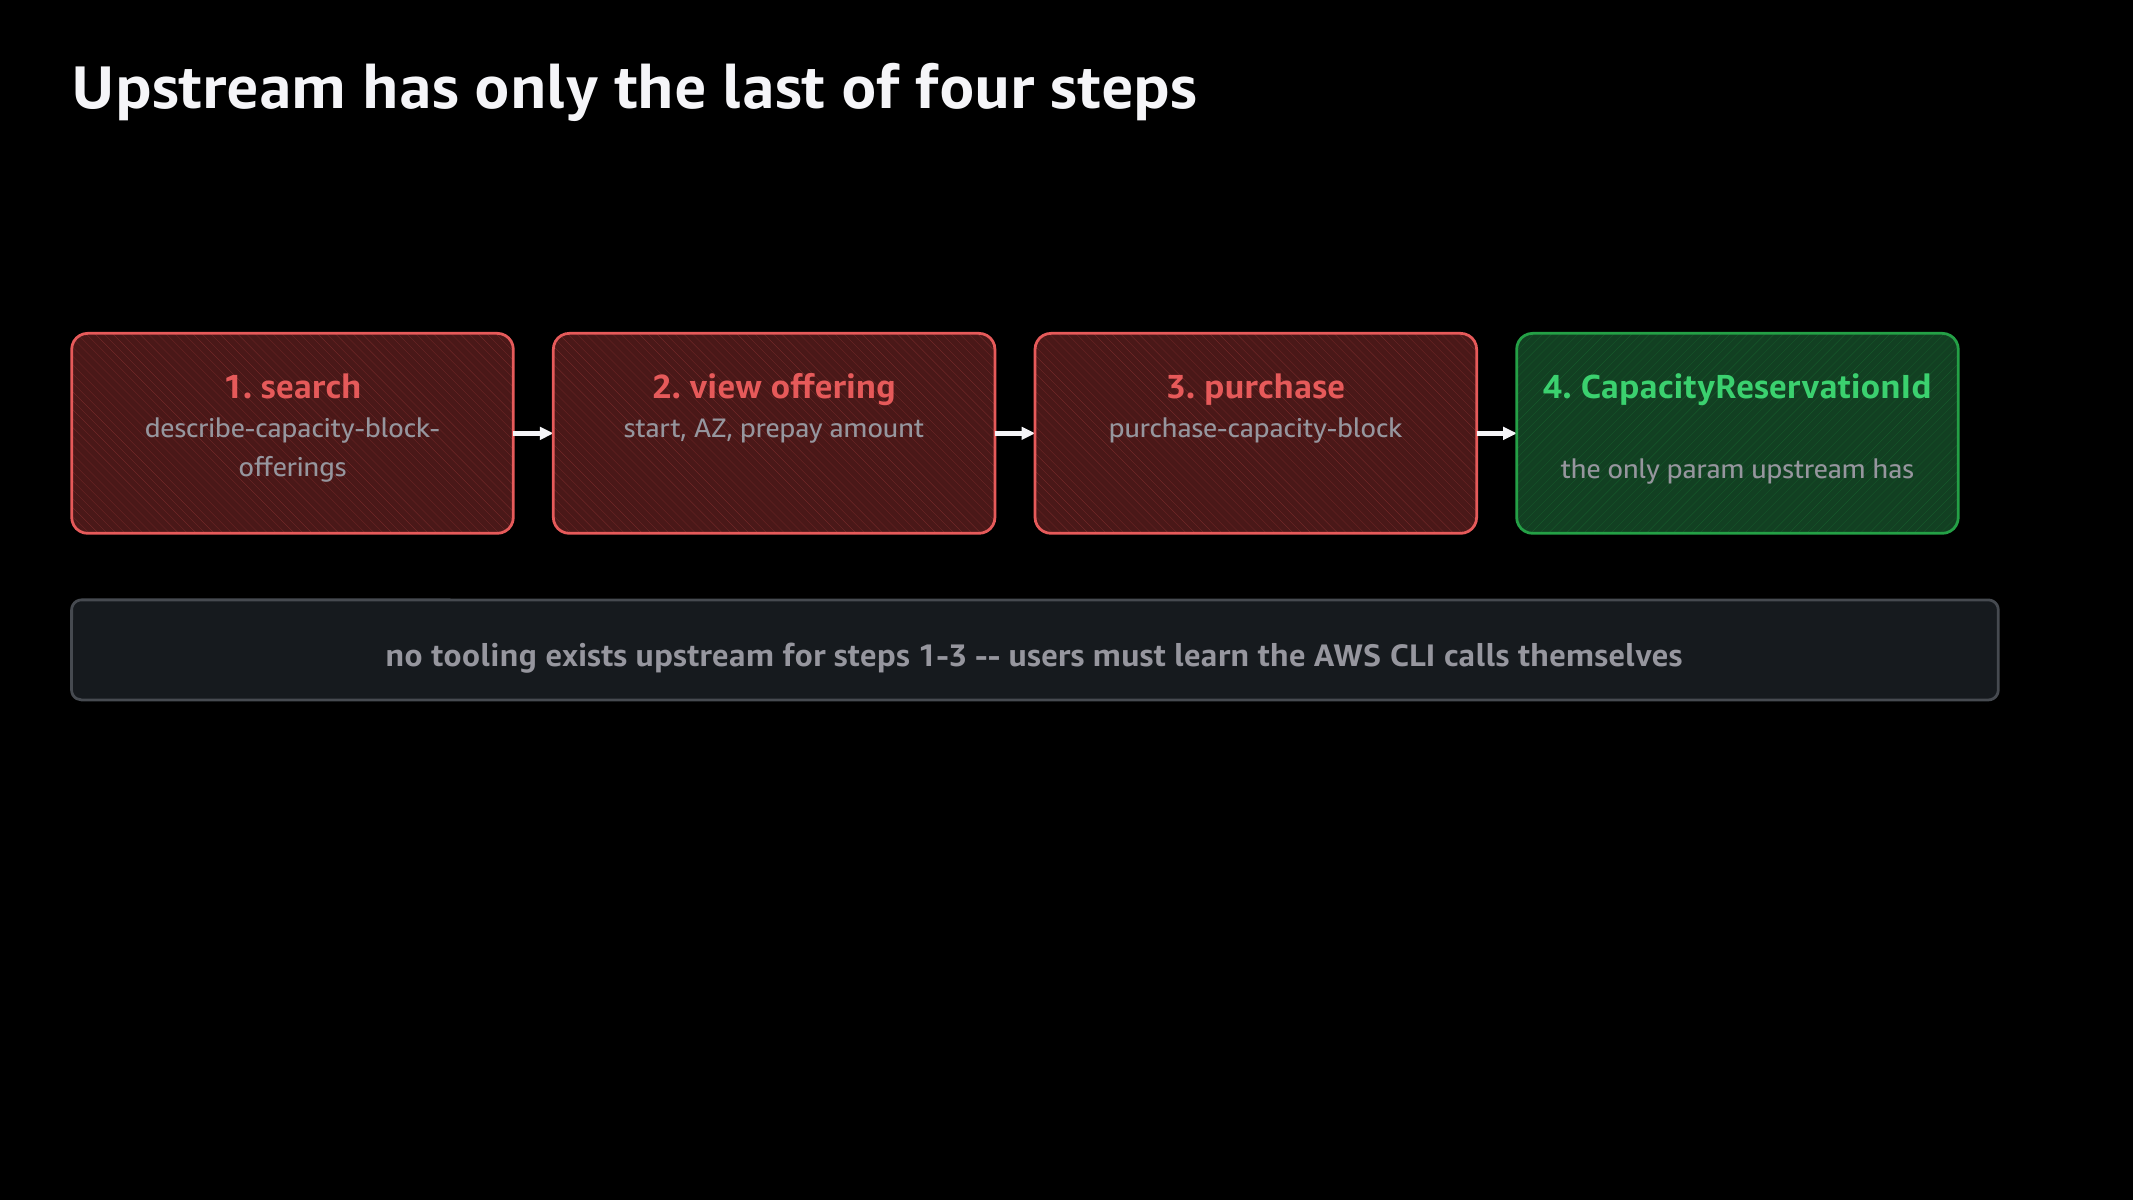 Upstream has only the last of four steps
1. search
describe-capacity-block-
offerings
2. view offering
start, AZ, prepay amount
3. purchase
purchase-capacity-block
4. CapacityReservationId
the only param upstream has
no tooling exists upstream for steps 1-3 -- users must learn the AWS CLI calls themselves